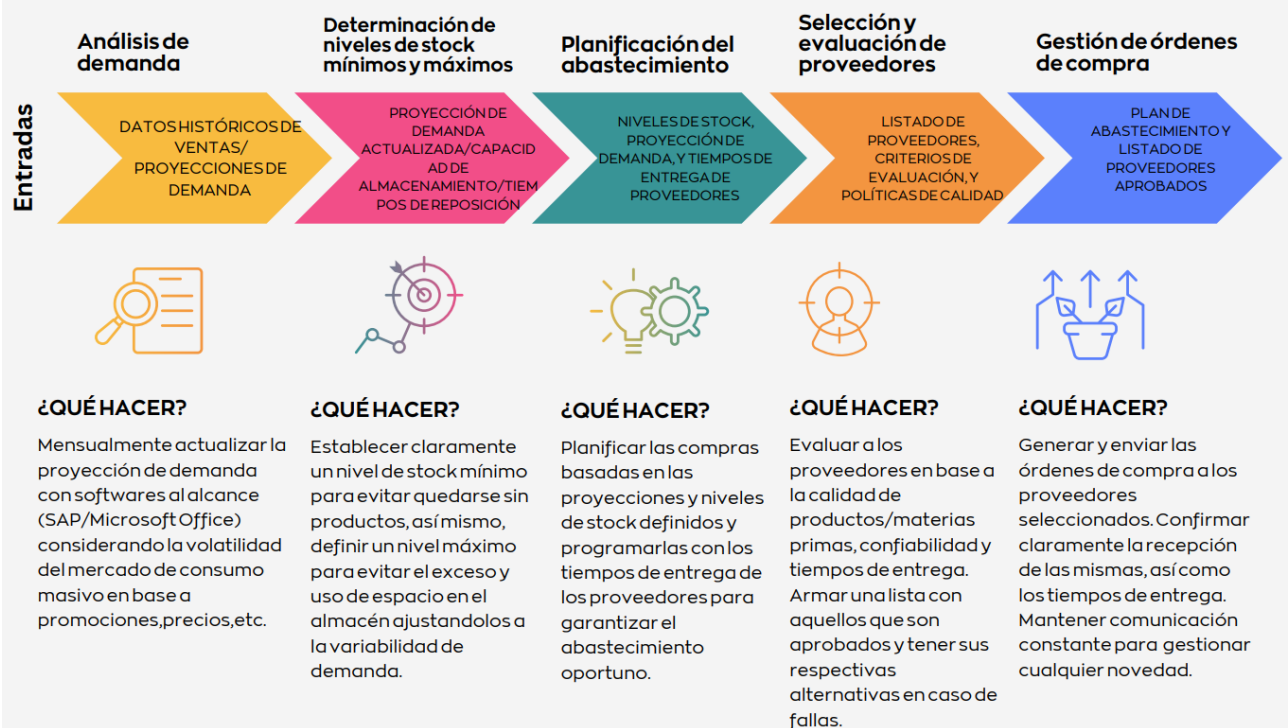 Entradas
Análisis de
demanda
DATOS HISTÓRICOS DE
VENTAS/
PROYECCIONES DE
DEMANDA
¿QUÉ HACER?
Mensualmente actualizar la
proyección de demanda
con softwares al alcance
(SAP/Microsoft Office)
considerando la volatilidad
del mercado de consumo
masivo en base a
promociones,precios,etc.
Determinación de
niveles de stock
mínimos y máximos
PROYECCIÓN DE
DEMANDA
ACTUALIZADA/CAPACID
AD DE
ALMACENAMIENTO/TIEM
POS DE REPOSICIÓN
¿QUÉ HACER?
Establecer claramente
un nivel de stock mínimo
para evitar quedarse sin
productos, así mismo,
definir un nivel máximo
para evitar el exceso y
uso de espacio en el
almacén ajustandolos a
la variabilidad de
demanda.
Planificación del
abastecimiento
NIVELES DE STOCK,
PROYECCIÓN DE
DEMANDA, Y TIEMPOS DE
ENTREGA DE
PROVEEDORES
¿QUÉ HACER?
Planificar las compras
basadas en las
proyecciones y niveles
de stock definidos y
programarlas con los
tiempos de entrega de
los proveedores para
garantizar el
abastecimiento
oportuno.
Selección y
evaluación de
proveedores
LISTADO DE
PROVEEDORES,
CRITERIOS DE
EVALUACIÓN, Y
POLÍTICAS DE CALIDAD
¿QUÉ HACER?
Evaluar a los
proveedores en base a
la calidad de
productos/materias
primas, confiabilidad y
tiempos de entrega.
Armar una lista con
aquellos que son
aprobados y tener sus
respectivas
alternativas en caso de
fallas.
Gestión de órdenes
de compra
PLAN DE
ABASTECIMIENTO Y
LISTADO DE
PROVEEDORES
APROBADOS
¿QUÉ HACER?
Generar y enviar las
órdenes de compra a los
proveedores
seleccionados. Confirmar
claramente la recepción
de las mismas, así como
los tiempos de entrega.
Mantener comunicación
constante para gestionar
cualquier novedad.